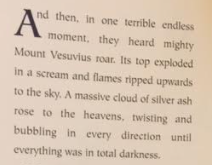 And then, in one terrible endless
moment, they heard mighty
Mount Vesuvius roar. Its top exploded
in a scream and flames ripped upwards
to the sky. A massive cloud of silver ash
rose to the heavens, twisting and
bubbling in every direction until
everything was in total darkness.